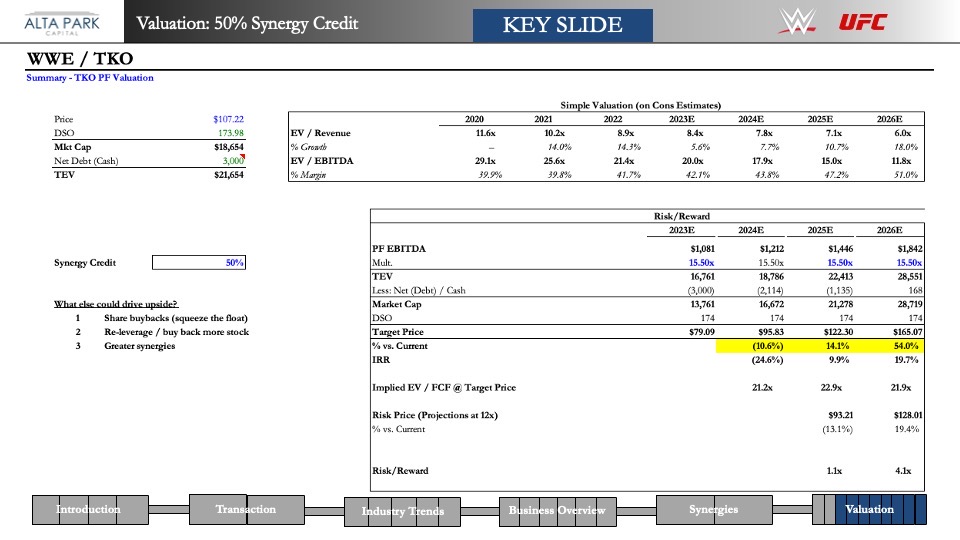 ALTA PARK
CAPITAL
Valuation: 50% Synergy Credit
KEY SLIDE
W
UFC
WWE / TKO
Summary - TKO PF Valuation
Simple Valuation (on Cons Estimates)
Price $107.22
DSO 173.98
Mkt Cap $18,654
Net Debt (Cash) 3,000
TEV $21,654
2020 2021 2022 2023E 2024E 2025E 2026E
EV / Revenue 11.6x 10.2x 8.9x 8.4x 7.8x 7.1x 6.0x
% Growth – 14.0% 14.3% 5.6% 7.7% 10.7% 18.0%
EV / EBITDA 29.1x 25.6x 21.4x 20.0x 17.9x 15.0x 11.8x
% Margin 39.9% 39.8% 41.7% 42.1% 43.8% 47.2% 51.0%
Synergy Credit 50%
What else could drive upside?
1 Share buybacks (squeeze the float)
2 Re-leverage / buy back more stock
3 Greater synergies
Risk/Reward
2023E 2024E 2025E 2026E
PF EBITDA $1,081 $1,212 $1,446 $1,842
Mult. 15.50x 15.50x 15.50x 15.50x
TEV 16,761 18,786 22,413 28,551
Less: Net (Debt) / Cash (3,000) (2,114) (1,135) 168
Market Cap 13,761 16,672 21,278 28,719
DSO 174 174 174 174
Target Price $79.09 $95.83 $122.30 $165.07
% vs. Current (10.6%) 14.1% 54.0%
IRR (24.6%) 9.9% 19.7%
Implied EV / FCF @ Target Price 21.2x 22.9x 21.9x
Risk Price (Projections at 12x) $93.21 $128.01
% vs. Current (13.1%) 19.4%
Risk/Reward 1.1x 4.1x
Introduction
Transaction
Industry Trends
Business Overview
Synergies
Valuation